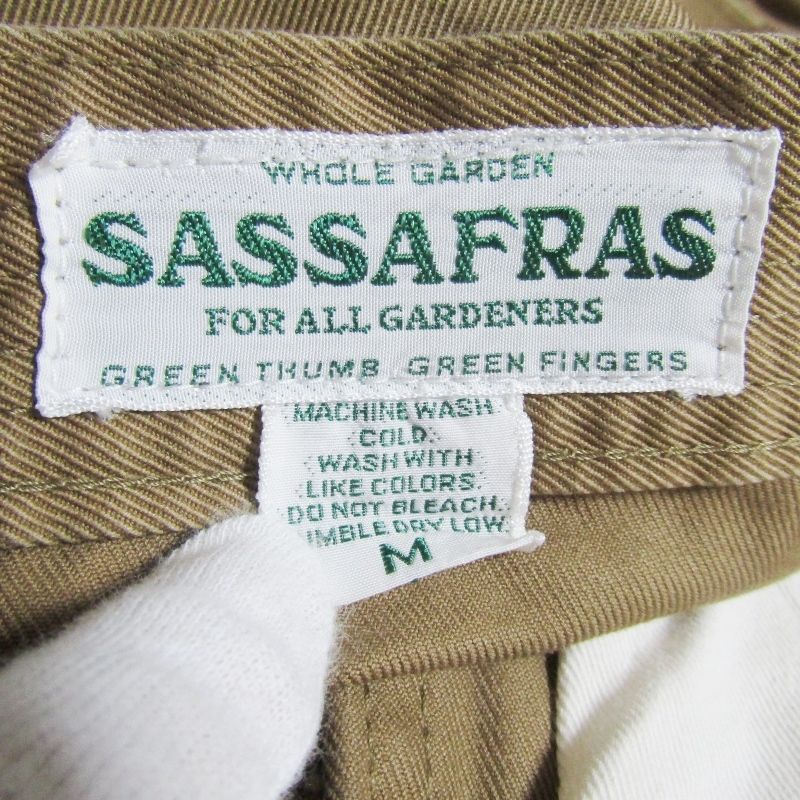 WHOLE GARDEN
SASSAFRAS
FOR ALL GARDENERS
GREEN THUMB GREEN FINGERS
MACHINE WASH
COLD.
WASH WITH
LIKE COLORS.
DO NOT BLEACH.
UMBLE DRY LOW.
M